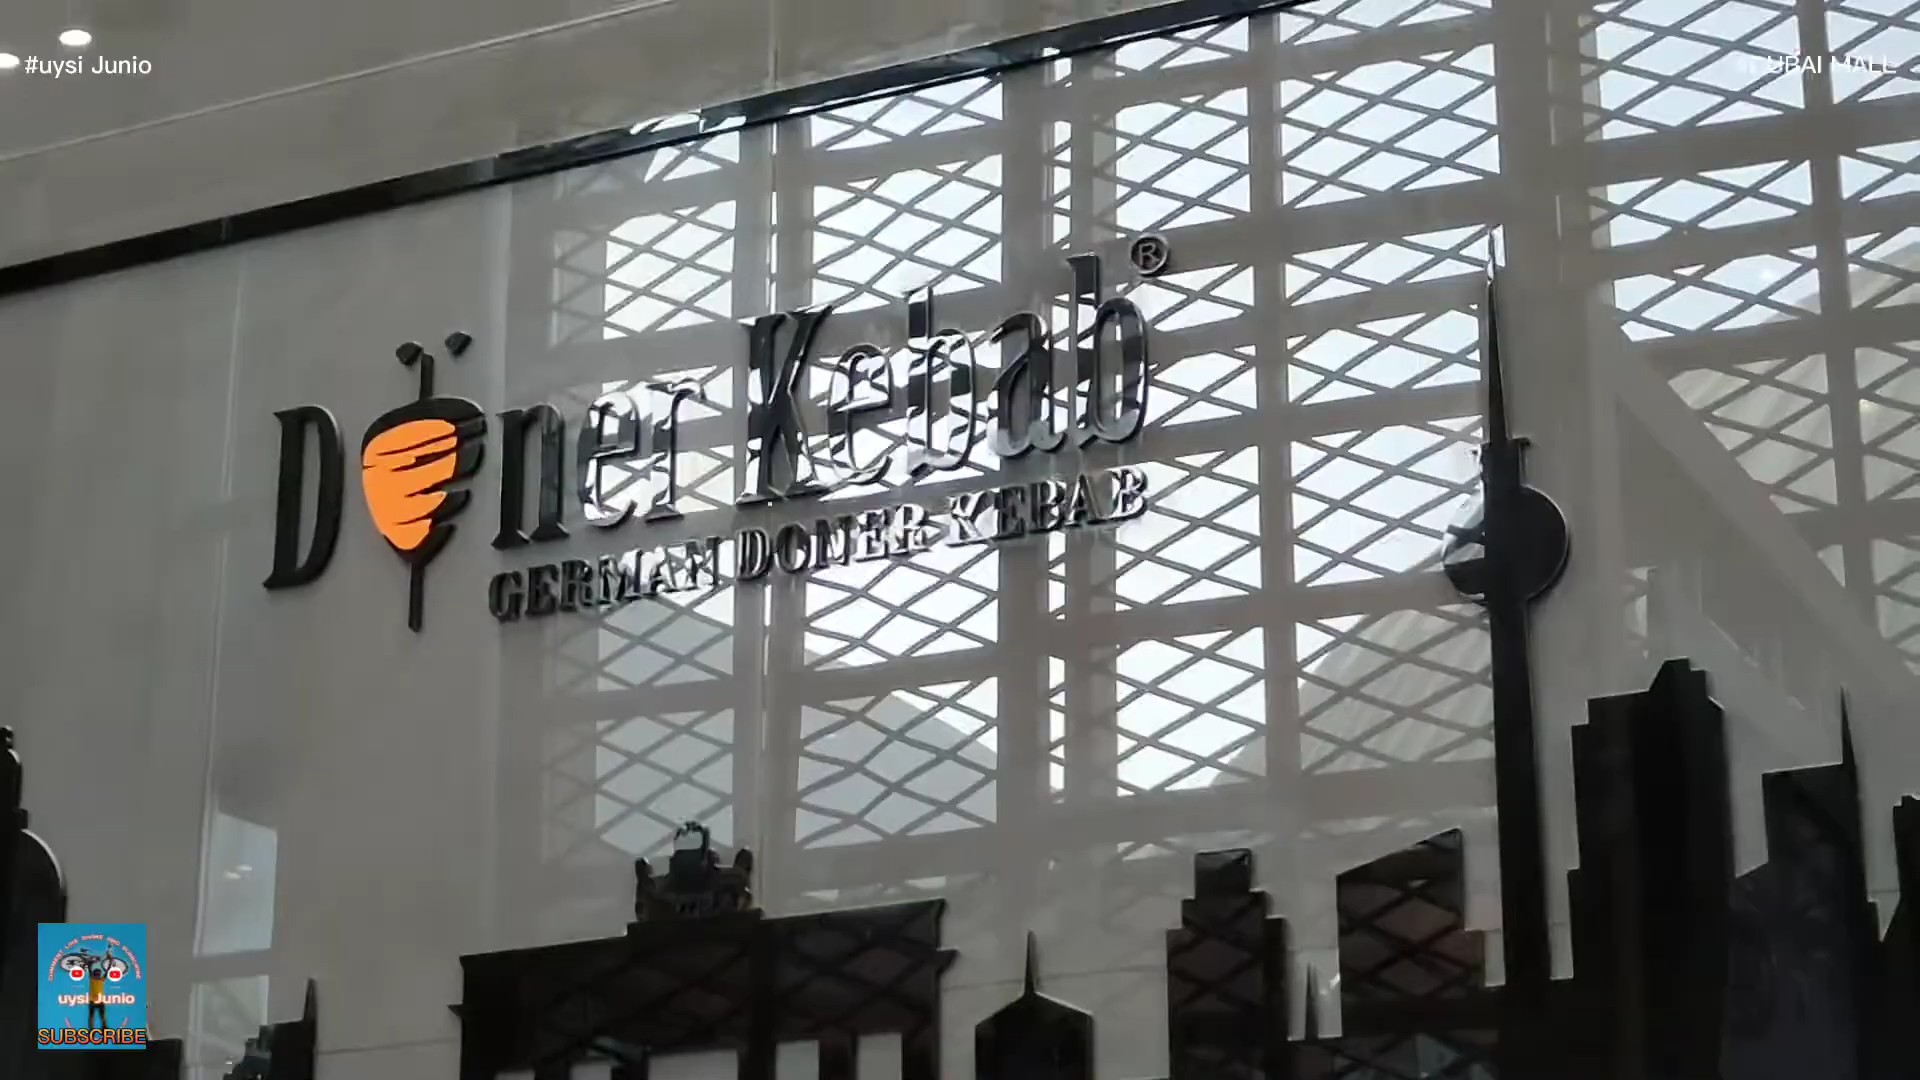 #uysi Junio
DUBAI MALL
Döner Kebab®
GERMAN DONER KEBAB
uysi Junio
SUBSCRIBE